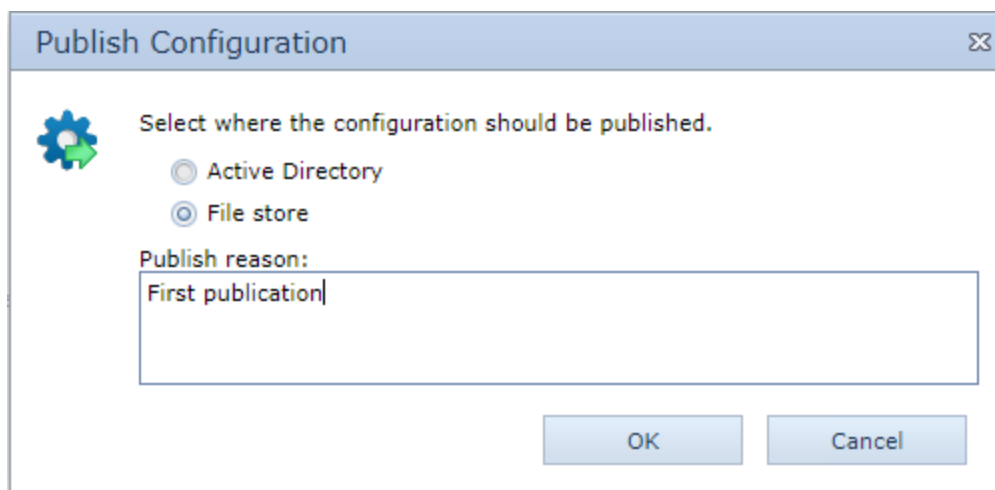 Publish Configuration
Select where the configuration should be published.
Active Directory
File store
Publish reason:
First publication
OK Cancel